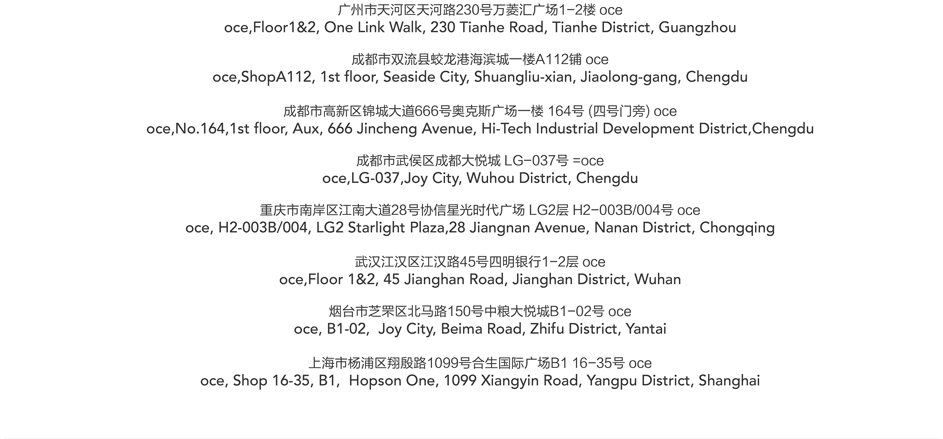 广州市天河区天河路230号万菱汇广场1-2楼 oce
oce,Floor1&2, One Link Walk, 230 Tianhe Road, Tianhe District, Guangzhou
成都市双流县蛟龙港海滨城一楼A112铺 oce
oce,ShopA112, 1st floor, Seaside City, Shuangliu-xian, Jiaolong-gang, Chengdu
成都市高新区锦城大道666号奥克斯广场一楼 164号 (四号门旁) oce
oce,No.164,1st floor, Aux, 666 Jincheng Avenue, Hi-Tech Industrial Development District,Chengdu
成都市武侯区成都大悦城 LG-037号 =oce
oce,LG-037,Joy City, Wuhou District, Chengdu
重庆市南岸区江南大道28号协信星光时代广场 LG2层 H2-003B/004号 oce
oce, H2-003B/004, LG2 Starlight Plaza,28 Jiangnan Avenue, Nanan District, Chongqing
武汉江汉区江汉路45号四明银行1-2层 oce
oce,Floor 1&2, 45 Jianghan Road, Jianghan District, Wuhan
烟台市芝罘区北马路150号中粮大悦城B1-02号 oce
oce, B1-02,  Joy City, Beima Road, Zhifu District, Yantai
上海市杨浦区翔殷路1099号合生国际广场B1 16-35号 oce
oce, Shop 16-35, B1,  Hopson One, 1099 Xiangyin Road, Yangpu District, Shanghai